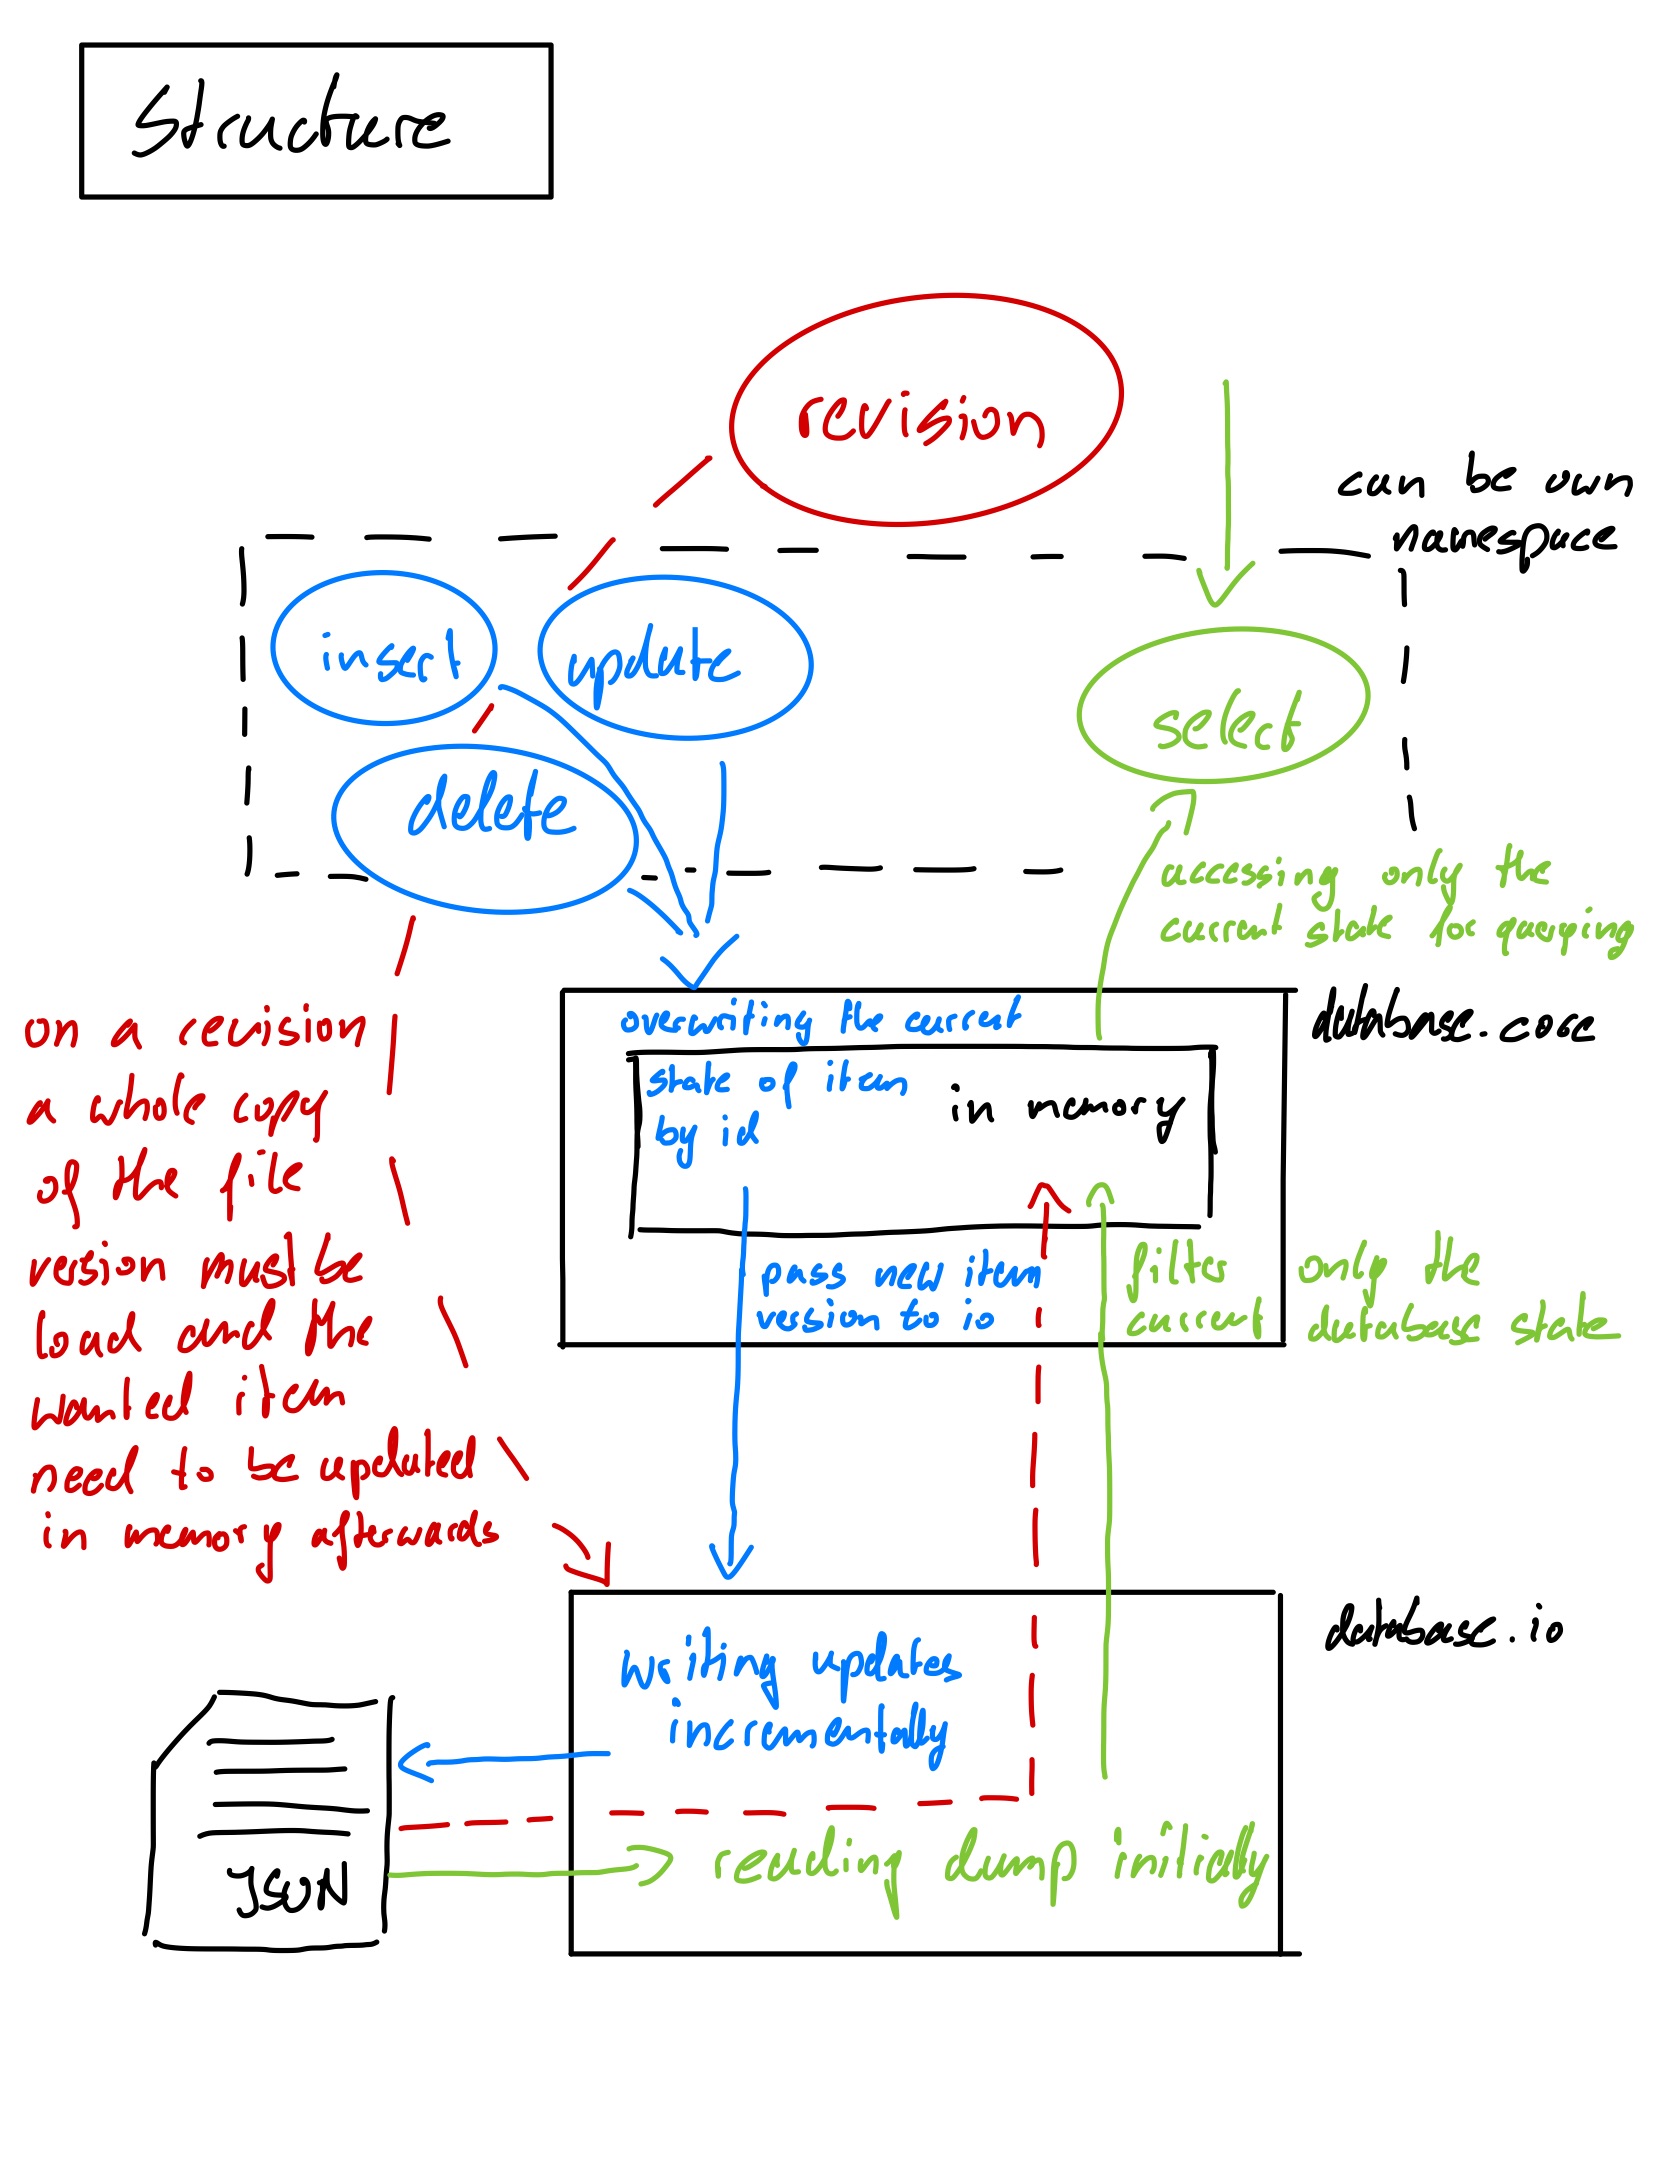 Structure
revision
can be own
namespace
insert
update
select
delete
accessing only the
current state for querying
database.core
overwriting the current
state of item
by id
in memory
on a revision
a whole copy
of the file
version must be
load and the
wanted item
need to be updated
in memory afterwards
pass new item
version to io
filter only the
current database state
database.io
writing updates
incrementally
reading dump initially
JSON